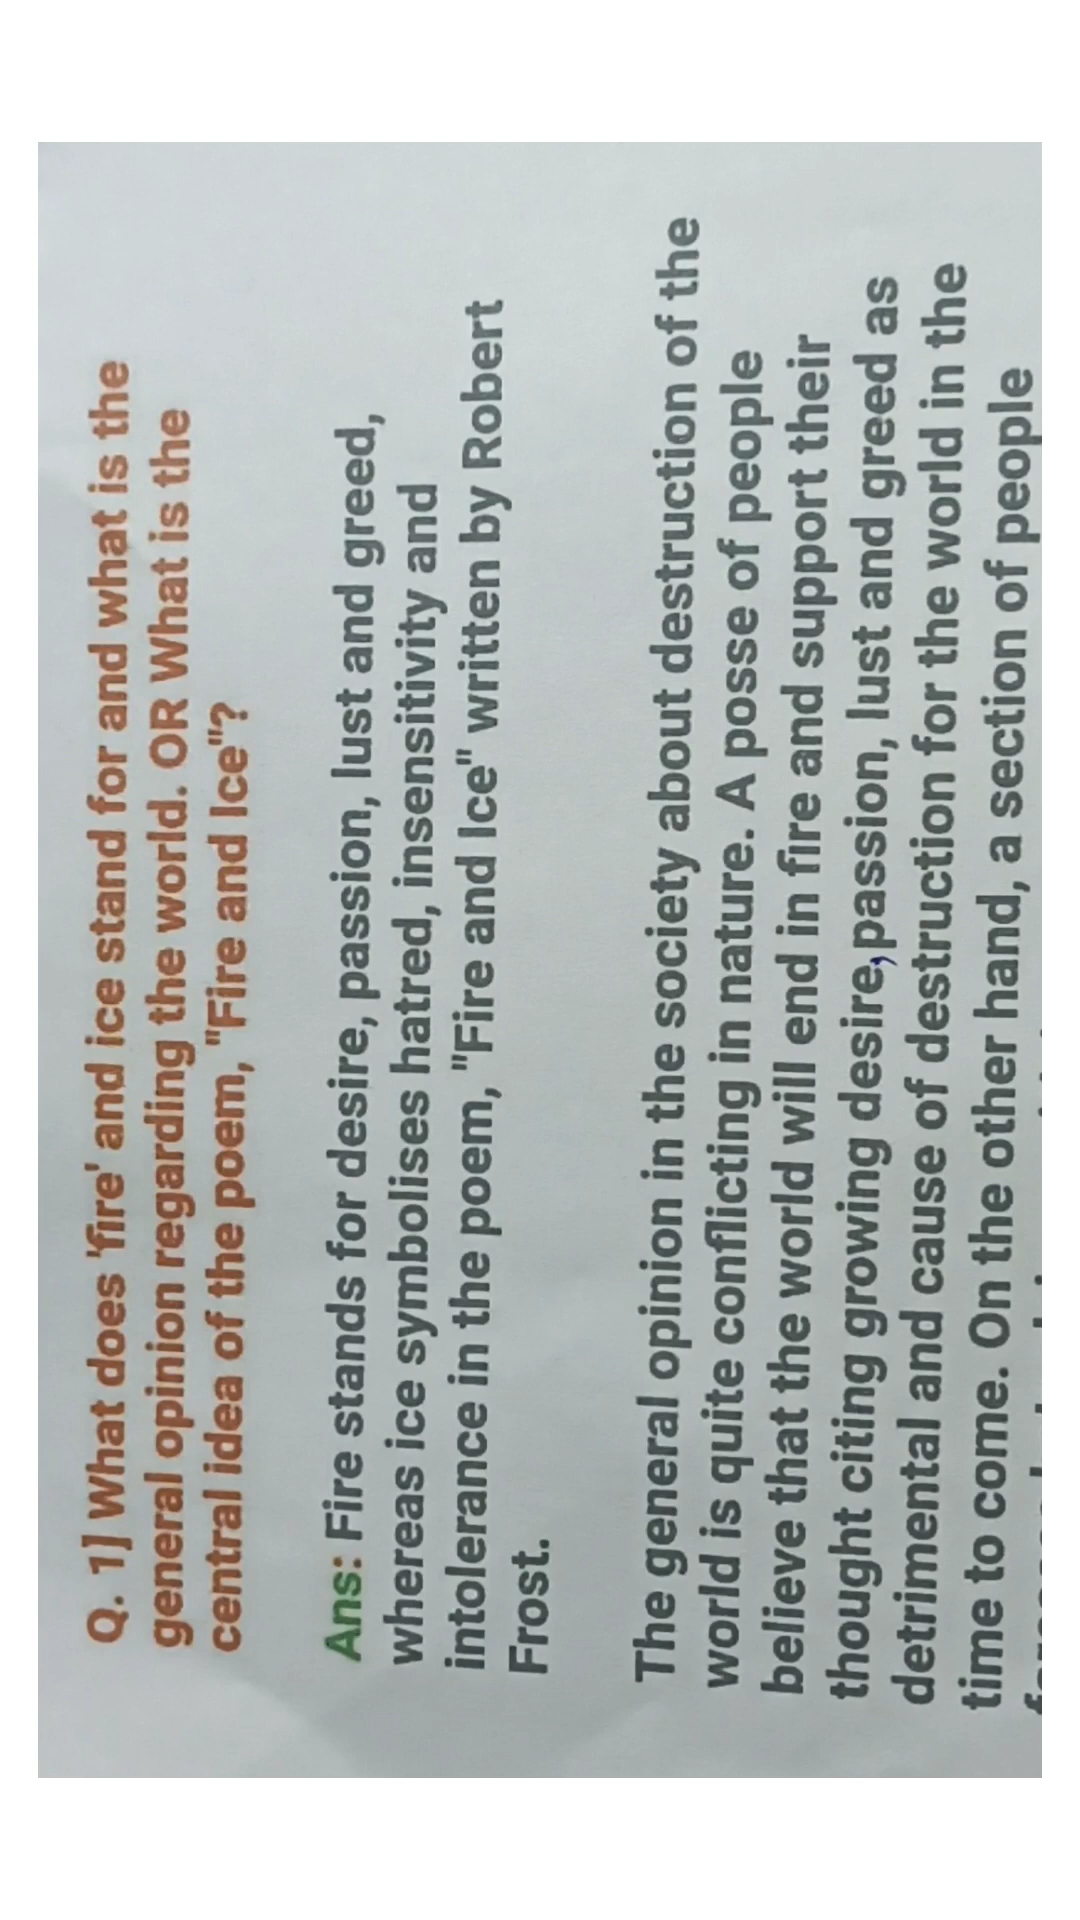 Q. 1] What does 'fire' and ice stand for and what is the
general opinion regarding the world. OR What is the
central idea of the poem, "Fire and Ice"?
Ans: Fire stands for desire, passion, lust and greed,
whereas ice symbolises hatred, insensitivity and
intolerance in the poem, "Fire and Ice" written by Robert
Frost.
The general opinion in the society about destruction of the
world is quite conflicting in nature. A posse of people
believe that the world will end in fire and support their
thought citing growing desire, passion, lust and greed as
detrimental and cause of destruction for the world in the
time to come. On the other hand, a section of people